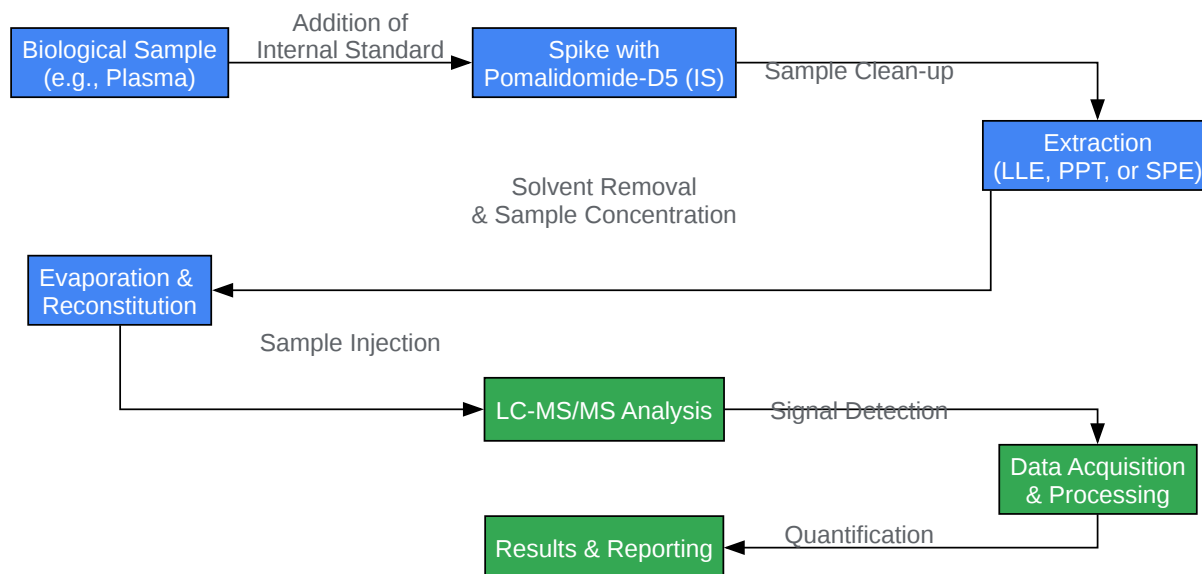 Biological Sample
(e.g., Plasma)
Addition of
Internal Standard
Spike with
Pomalidomide-D5 (IS)
Sample Clean-up
Extraction
(LLE, PPT, or SPE)
Solvent Removal
& Sample Concentration
Evaporation &
Reconstitution
Sample Injection
LC-MS/MS Analysis
Signal Detection
Data Acquisition
& Processing
Quantification
Results & Reporting